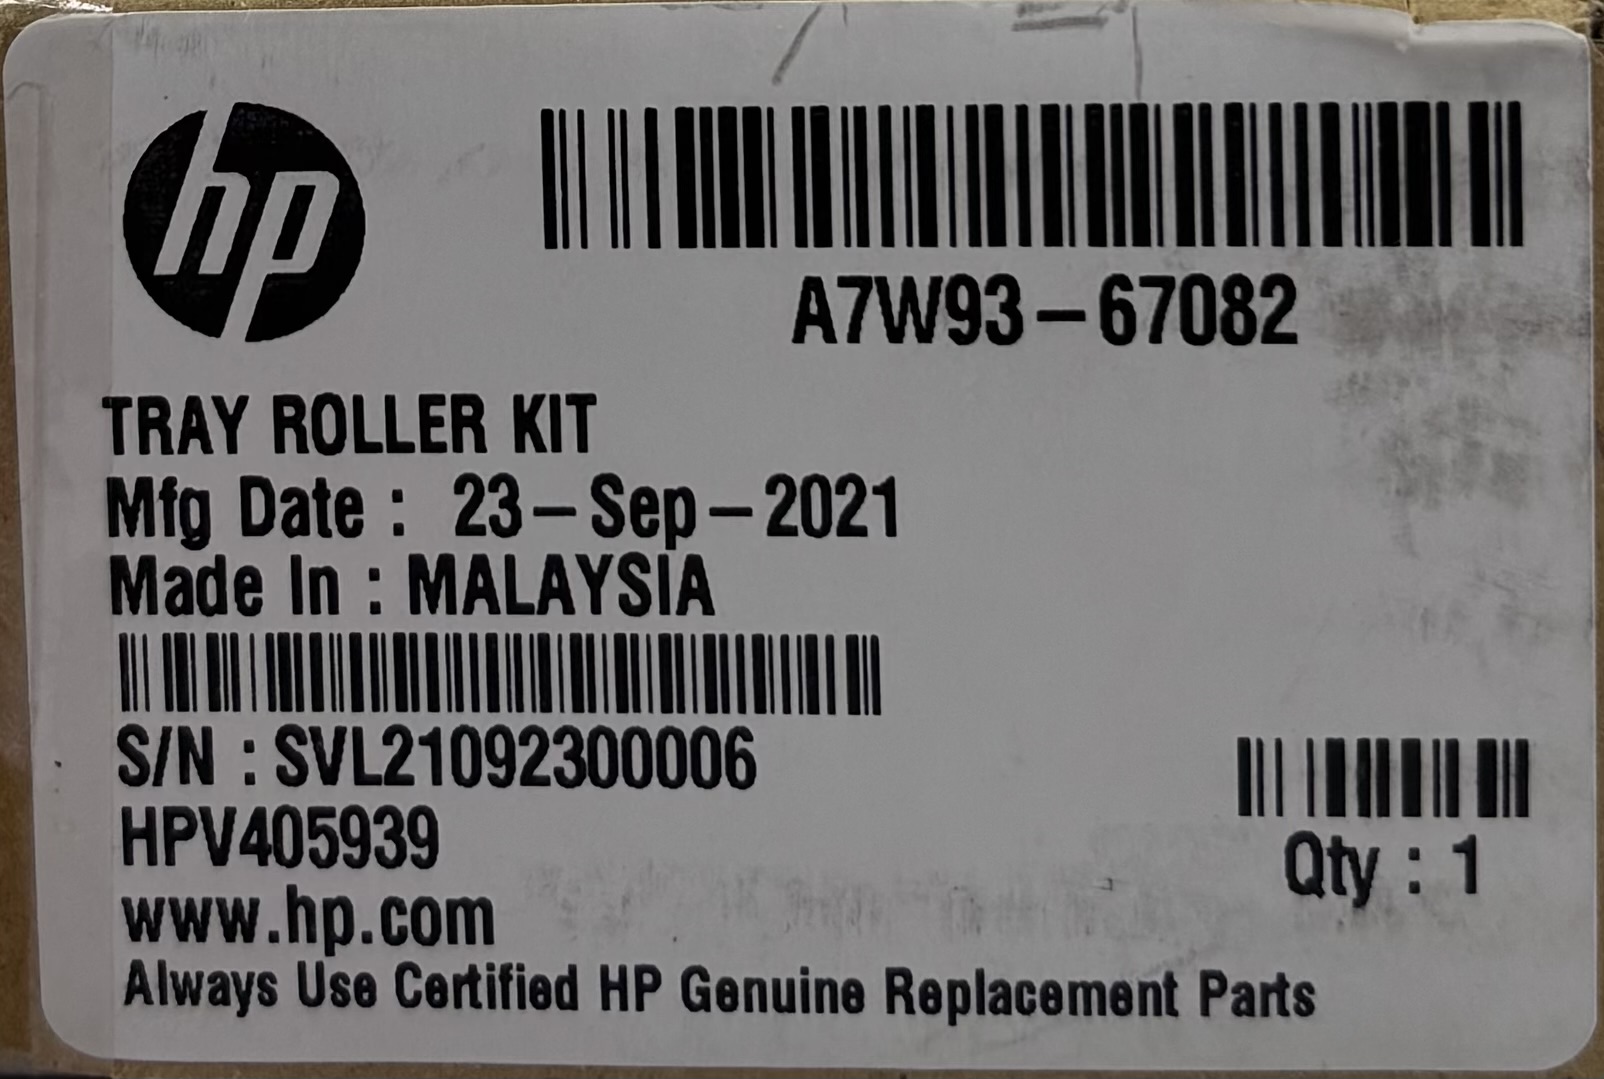 hp
A7W93-67082
TRAY ROLLER KIT
Mfg Date : 23-Sep-2021
Made In : MALAYSIA
S/N : SVL21092300006
HPV405939
www.hp.com
Qty : 1
Always Use Certified HP Genuine Replacement Parts